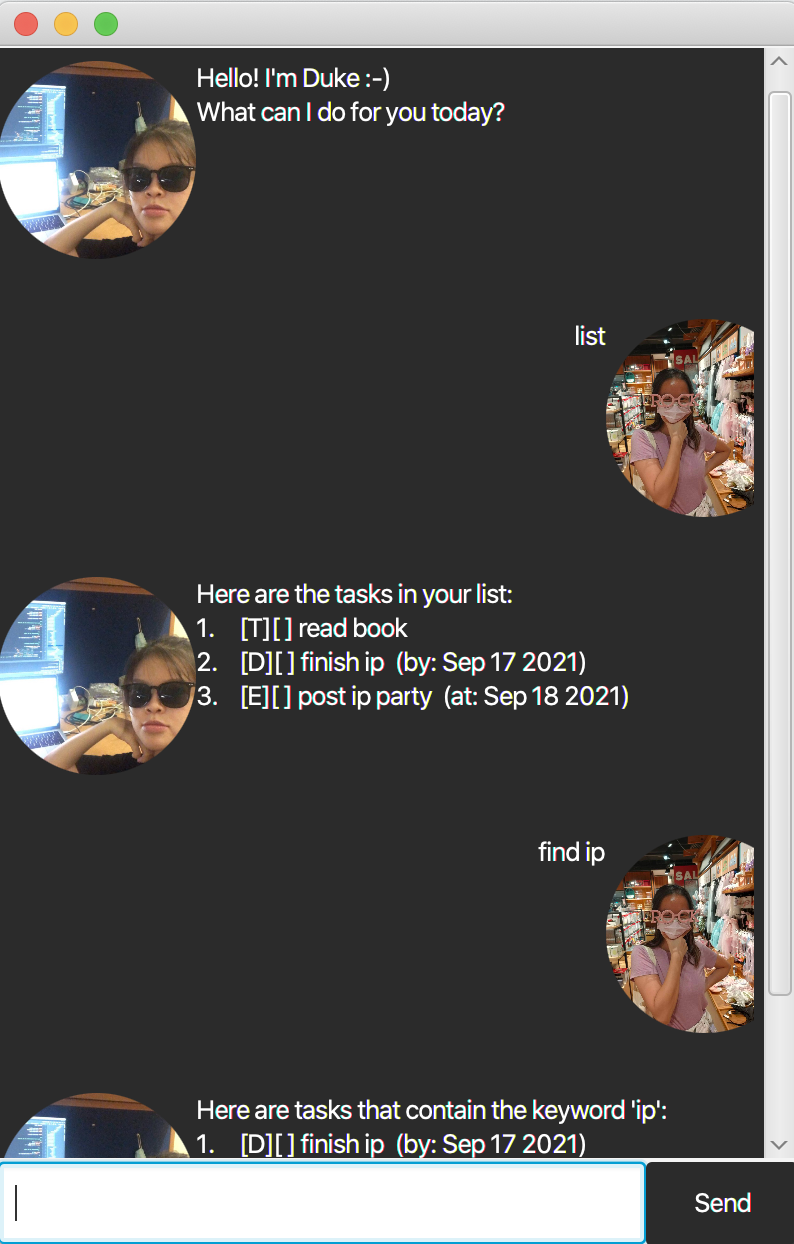 Hello! I'm Duke :-)
What can I do for you today?
list
SAL
Here are the tasks in your list:
1. [T][ ] read book
2. [D][ ] finish ip (by: Sep 17 2021)
3. [E][ ] post ip party (at: Sep 18 2021)
find ip
SAL
Here are tasks that contain the keyword 'ip':
1. [D][ ] finish ip (by: Sep 17 2021)
Send